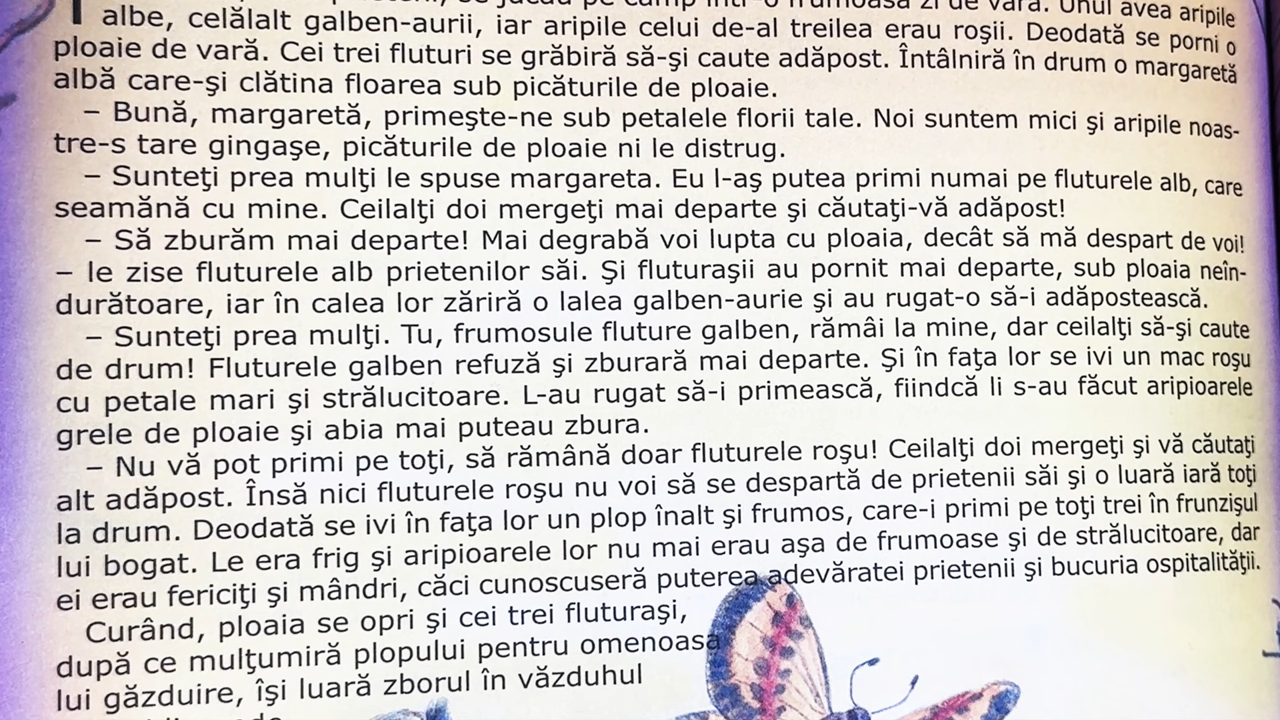 se jucau pe câmp într-o frumoasă zi de vară. Unul avea aripile
albe, celălalt galben-aurii, iar aripile celui de-al treilea erau roşii. Deodată se porni o
ploaie de vară. Cei trei fluturi se grăbiră să-şi caute adăpost. Întâlniră în drum o margaretă
albă care-şi clătina floarea sub picăturile de ploaie.
– Bună, margaretă, primeşte-ne sub petalele florii tale. Noi suntem mici şi aripile noas-
tre-s tare gingaşe, picăturile de ploaie ni le distrug.
– Sunteţi prea mulţi le spuse margareta. Eu l-aş putea primi numai pe fluturele alb, care
seamănă cu mine. Ceilalţi doi mergeţi mai departe şi căutaţi-vă adăpost!
– Să zburăm mai departe! Mai degrabă voi lupta cu ploaia, decât să mă despart de voi!
– le zise fluturele alb prietenilor săi. Şi fluturaşii au pornit mai departe, sub ploaia neîn-
durătoare, iar în calea lor zăriră o lalea galben-aurie şi au rugat-o să-i adăpostească.
– Sunteţi prea mulţi. Tu, frumosule fluture galben, rămâi la mine, dar ceilalţi să-şi caute
de drum! Fluturele galben refuză şi zburară mai departe. Şi în faţa lor se ivi un mac roşu
cu petale mari şi strălucitoare. L-au rugat să-i primească, fiindcă li s-au făcut aripioarele
grele de ploaie şi abia mai puteau zbura.
– Nu vă pot primi pe toţi, să rămână doar fluturele roşu! Ceilalţi doi mergeţi şi vă căutaţi
alt adăpost. Însă nici fluturele roşu nu voi să se despartă de prietenii săi şi o luară iară toţi
la drum. Deodată se ivi în faţa lor un plop înalt şi frumos, care-i primi pe toţi trei în frunzişul
lui bogat. Le era frig şi aripioarele lor nu mai erau aşa de frumoase şi de strălucitoare, dar
ei erau fericiţi şi mândri, căci cunoscuseră puterea adevăratei prietenii şi bucuria ospitalităţii.
Curând, ploaia se opri şi cei trei fluturaşi,
după ce mulţumiră plopului pentru omenoasa
lui găzduire, îşi luară zborul în văzduhul